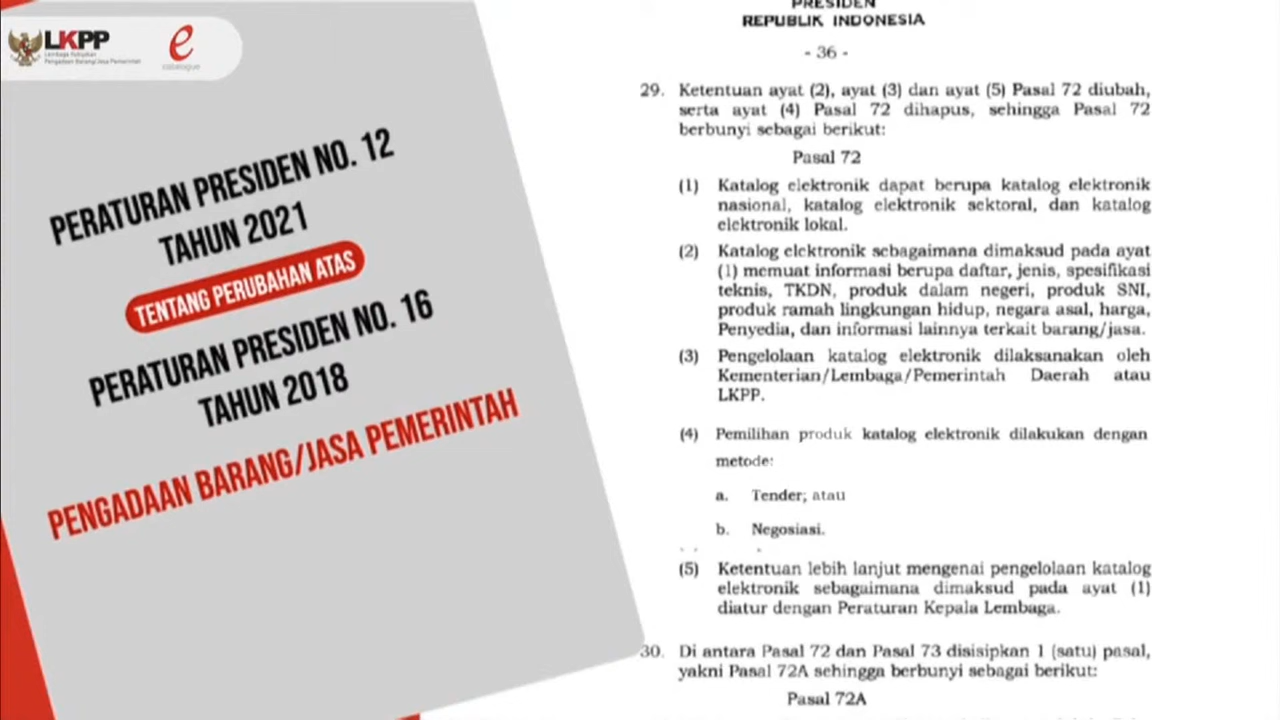 LKPP
Lembaga Kebijakan
Pengadaan Barang/Jasa Pemerintah
e
catalogue
PERATURAN PRESIDEN NO. 12
TAHUN 2021
TENTANG PERUBAHAN ATAS
PERATURAN PRESIDEN NO. 16
TAHUN 2018
PENGADAAN BARANG/JASA PEMERINTAH
PRESIDEN
REPUBLIK INDONESIA
- 36 -
29. Ketentuan ayat (2), ayat (3) dan ayat (5) Pasal 72 diubah,
serta ayat (4) Pasal 72 dihapus, sehingga Pasal 72
berbunyi sebagai berikut:
Pasal 72
(1) Katalog elektronik dapat berupa katalog elektronik
nasional, katalog elektronik sektoral, dan katalog
elektronik lokal.
(2) Katalog elektronik sebagaimana dimaksud pada ayat
(1) memuat informasi berupa daftar, jenis, spesifikasi
teknis, TKDN, produk dalam negeri, produk SNI,
produk ramah lingkungan hidup, negara asal, harga,
Penyedia, dan informasi lainnya terkait barang/jasa.
(3) Pengelolaan katalog elektronik dilaksanakan oleh
Kementerian/Lembaga/Pemerintah Daerah atau
LKPP.
(4) Pemilihan produk katalog elektronik dilakukan dengan
metode:
a. Tender; atau
b. Negosiasi.
(5) Ketentuan lebih lanjut mengenai pengelolaan katalog
elektronik sebagaimana dimaksud pada ayat (1)
diatur dengan Peraturan Kepala Lembaga.
30. Di antara Pasal 72 dan Pasal 73 disisipkan 1 (satu) pasal,
yakni Pasal 72A sehingga berbunyi sebagai berikut:
Pasal 72A